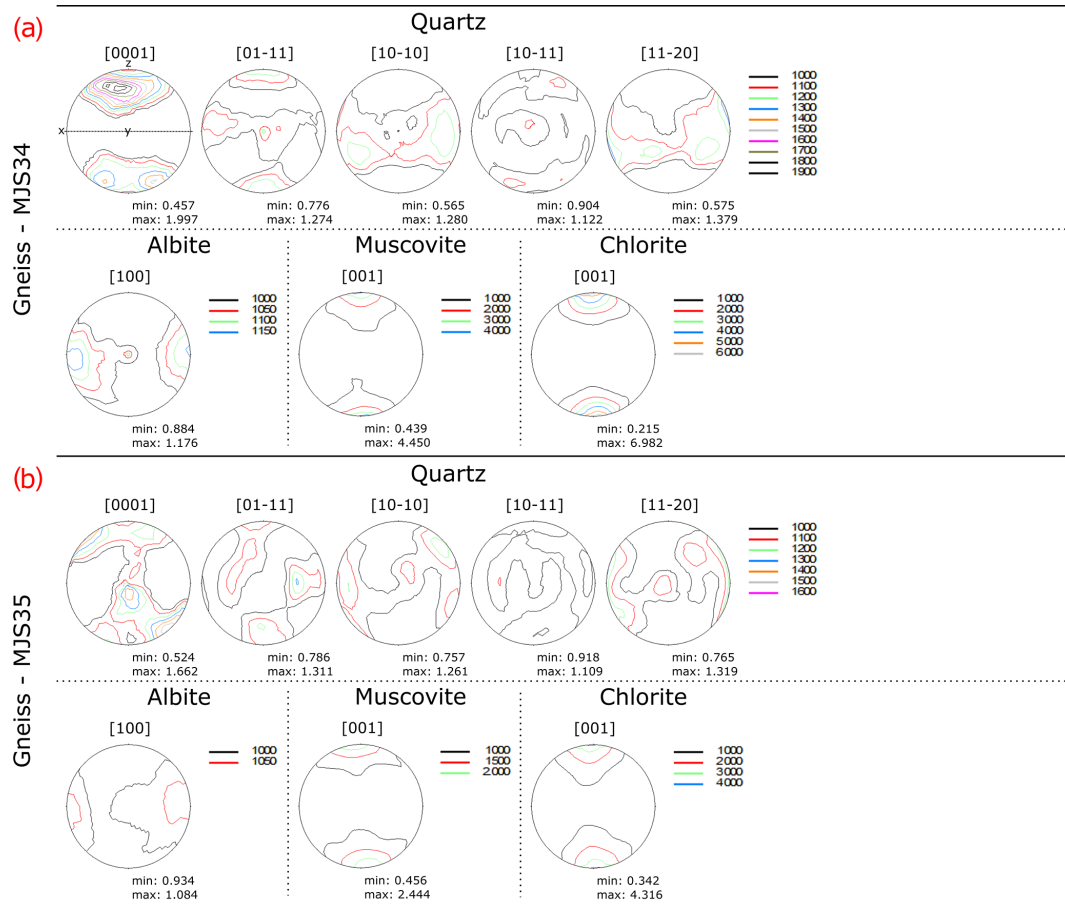 (a)
Gneiss - MJS34
Quartz
[0001] [01-11] [10-10] [10-11] [11-20]
z
x y
1000
1100
1200
1300
1400
1500
1600
1700
1800
1900
min: 0.457 min: 0.776 min: 0.565 min: 0.904 min: 0.575
max: 1.997 max: 1.274 max: 1.280 max: 1.122 max: 1.379
Albite Muscovite Chlorite
[100] [001] [001]
1000 1000 1000
1050 2000 2000
1100 3000 3000
1150 4000 4000
5000
6000
min: 0.884 min: 0.439 min: 0.215
max: 1.176 max: 4.450 max: 6.982
(b)
Gneiss - MJS35
Quartz
[0001] [01-11] [10-10] [10-11] [11-20]
1000
1100
1200
1300
1400
1500
1600
min: 0.524 min: 0.786 min: 0.757 min: 0.918 min: 0.765
max: 1.662 max: 1.311 max: 1.261 max: 1.109 max: 1.319
Albite Muscovite Chlorite
[100] [001] [001]
1000 1000 1000
1050 1500 2000
2000 3000
4000
min: 0.934 min: 0.456 min: 0.342
max: 1.084 max: 2.444 max: 4.316